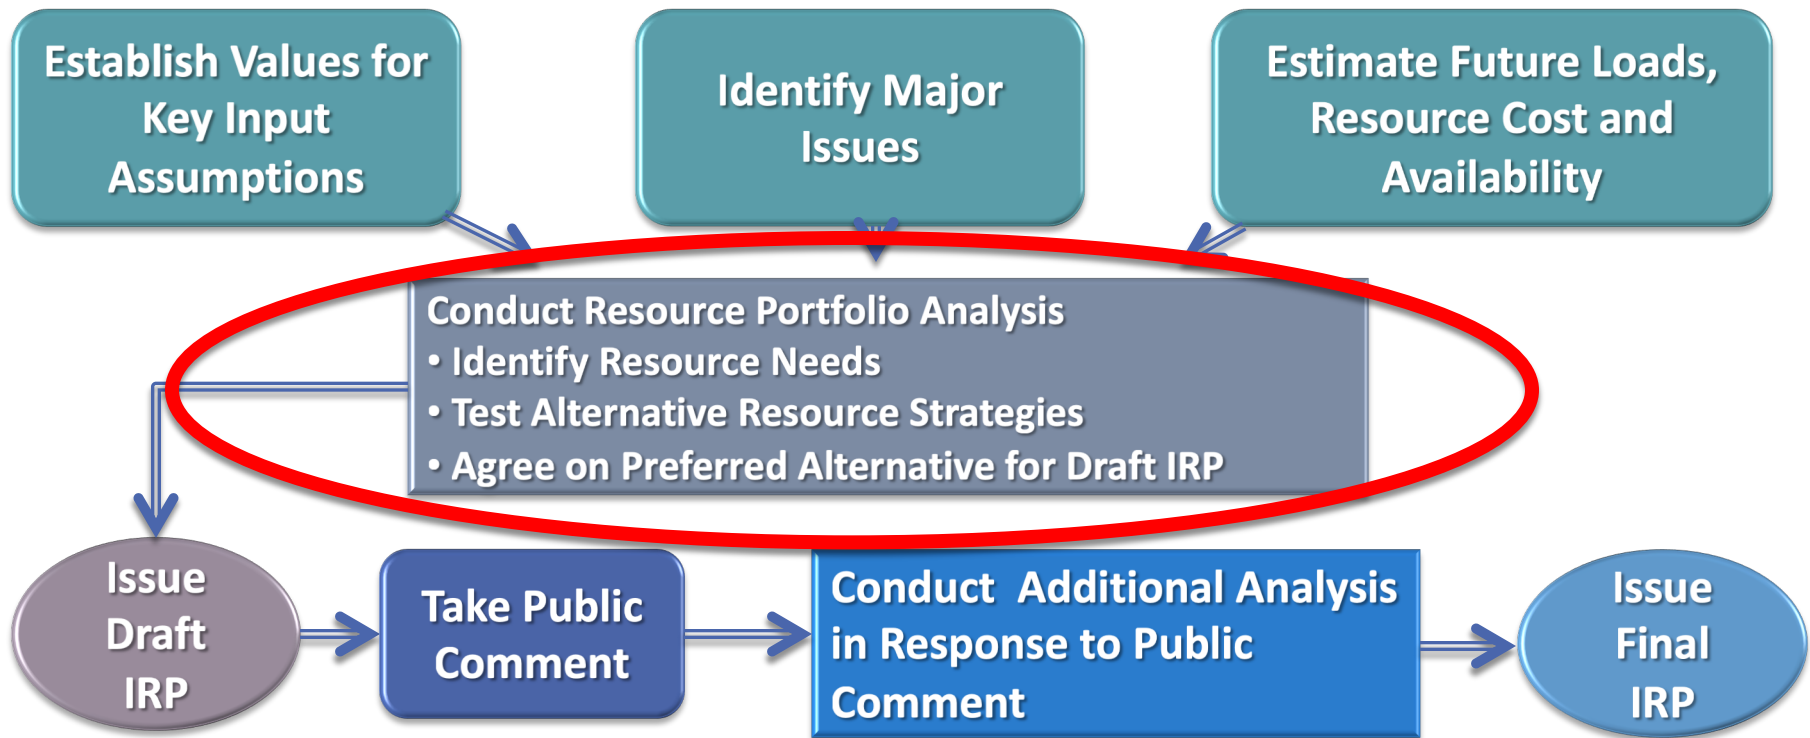 Establish Values for
Key Input
Assumptions
Identify Major
Issues
Estimate Future Loads,
Resource Cost and
Availability
Conduct Resource Portfolio Analysis
• Identify Resource Needs
• Test Alternative Resource Strategies
• Agree on Preferred Alternative for Draft IRP
Issue
Draft
IRP
Take Public
Comment
Conduct  Additional Analysis
in Response to Public
Comment
Issue
Final
IRP